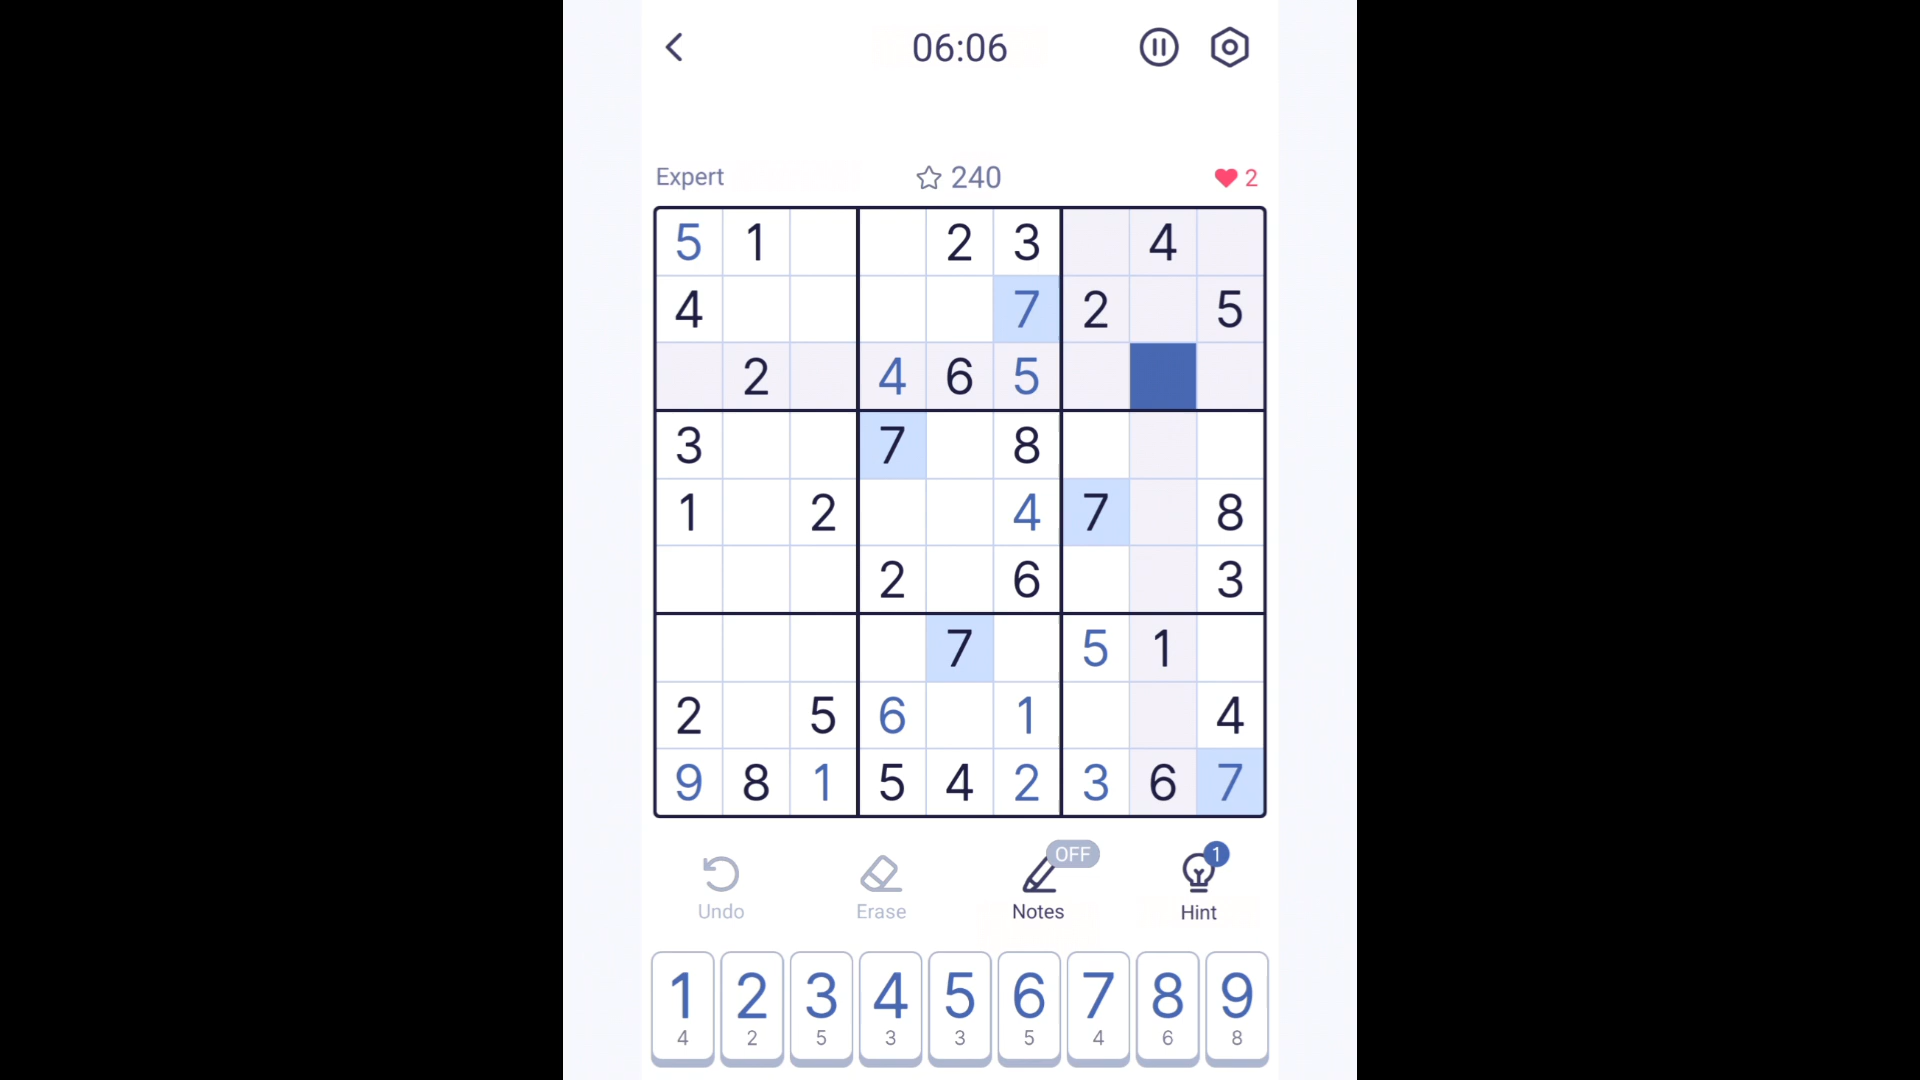 06:06
Expert 240 2
5 1 2 3 4
4 7 2 5
2 4 6 5
3 7 8
1 2 4 7 8
2 6 3
7 5 1
2 5 6 1 4
9 8 1 5 4 2 3 6 7
OFF 1
Undo Erase Notes Hint
1 2 3 4 5 6 7 8 9
4 2 5 3 3 5 4 6 8